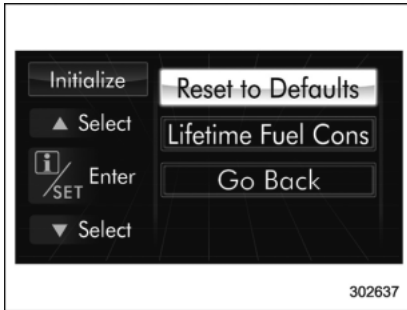 Initialize
Reset to Defaults
▲ Select
Lifetime Fuel Cons
i/SET Enter
Go Back
▼ Select
302637